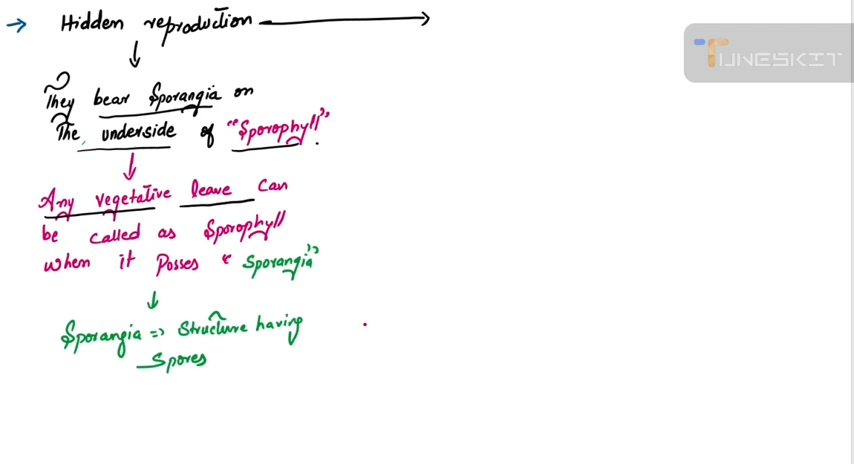 → Hidden reproduction →
They bear Sporangia on
The underside of "Sporophyll".
Any vegetative leave Can
be called as Sporophyll
when it Posses "Sporangia"
Sporangia => Structure having
Spores
TUNESKIT